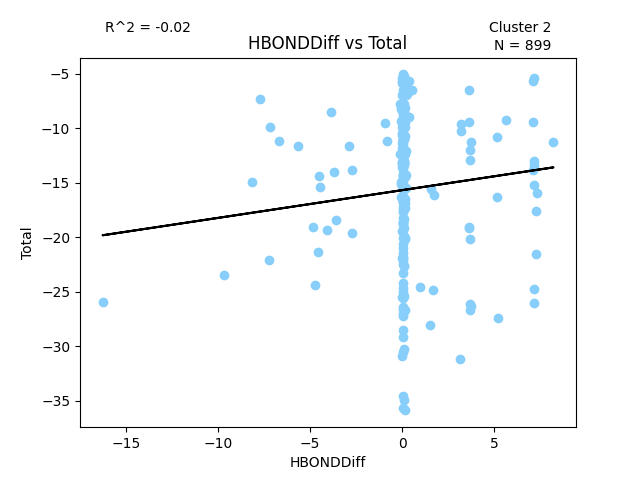 R^2 = -0.02
Cluster 2
HBONDDiff vs Total
N = 899
−5
−10
−15
−20
−25
−30
−35
Total
−15
−10
−5
0
5
HBONDDiff